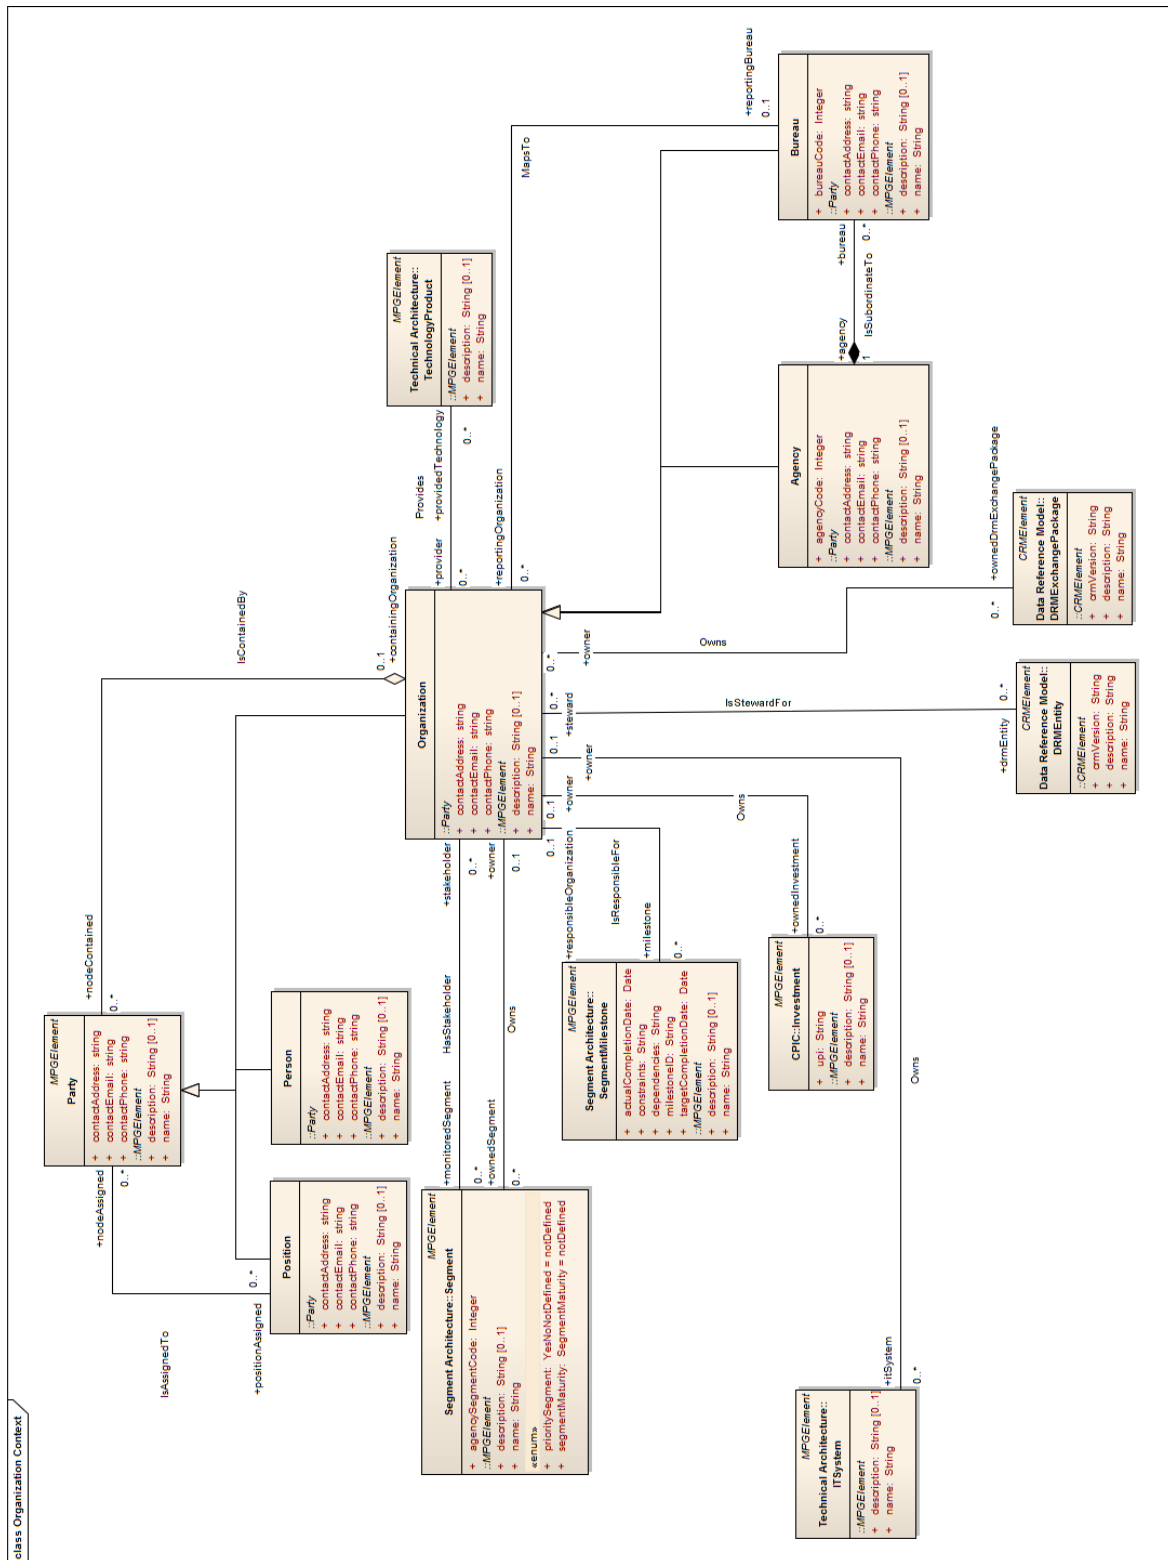 class Organization Context
MPGElement
Party
+ contactAddress: string
+ contactEmail: string
+ contactPhone: string
::MPGElement
+ description: String [0..1]
+ name: String
+nodeAssigned
0..*
IsAssignedTo
+positionAssigned
0..*
+nodeContained
0..*
IsContainedBy
0..1
+containingOrganization
Position
::Party
+ contactAddress: string
+ contactEmail: string
+ contactPhone: string
::MPGElement
+ description: String [0..1]
+ name: String
Person
::Party
+ contactAddress: string
+ contactEmail: string
+ contactPhone: string
::MPGElement
+ description: String [0..1]
+ name: String
MPGElement
Technical Architecture::
TechnologyProduct
::MPGElement
+ description: String [0..1]
+ name: String
Provides
+provider
0..*
+providedTechnology
0..*
Organization
::Party
+ contactAddress: string
+ contactEmail: string
+ contactPhone: string
::MPGElement
+ description: String [0..1]
+ name: String
+reportingOrganization
0..*
MapsTo
+reportingBureau
0..1
MPGElement
Segment Architecture::Segment
+ agencySegmentCode: Integer
::MPGElement
+ description: String [0..1]
+ name: String
«enum»
+ prioritySegment: YesNoNotDefined = notDefined
+ segmentMaturity: SegmentMaturity = notDefined
+monitoredSegment
0..*
HasStakeholder
+stakeholder
0..*
+ownedSegment
0..*
Owns
+owner
0..1
MPGElement
Segment Architecture::
SegmentMilestone
+ actualCompletionDate: Date
+ constraints: String
+ dependencies: String
+ milestoneID: String
+ targetCompletionDate: Date
::MPGElement
+ description: String [0..1]
+ name: String
+responsibleOrganization
0..1
IsResponsibleFor
+milestone
0..*
MPGElement
CPIC::Investment
+ upi: String
::MPGElement
+ description: String [0..1]
+ name: String
+owner
0..1
Owns
+ownedInvestment
0..*
MPGElement
Technical Architecture::
ITSystem
::MPGElement
+ description: String [0..1]
+ name: String
+owner
0..1
Owns
+itSystem
0..*
+steward
0..*
IsStewardFor
+drmEntity
0..*
CRMElement
Data Reference Model::
DRMEntity
::CRMElement
+ crmVersion: String
+ description: String
+ name: String
+owner
0..*
Owns
+ownedDrmExchangePackage
0..*
CRMElement
Data Reference Model::
DRMExchangePackage
::CRMElement
+ crmVersion: String
+ description: String
+ name: String
Agency
+ agencyCode: Integer
::Party
+ contactAddress: string
+ contactEmail: string
+ contactPhone: string
::MPGElement
+ description: String [0..1]
+ name: String
+agency
1
IsSubordinateTo
+bureau
0..*
Bureau
+ bureauCode: Integer
::Party
+ contactAddress: string
+ contactEmail: string
+ contactPhone: string
::MPGElement
+ description: String [0..1]
+ name: String